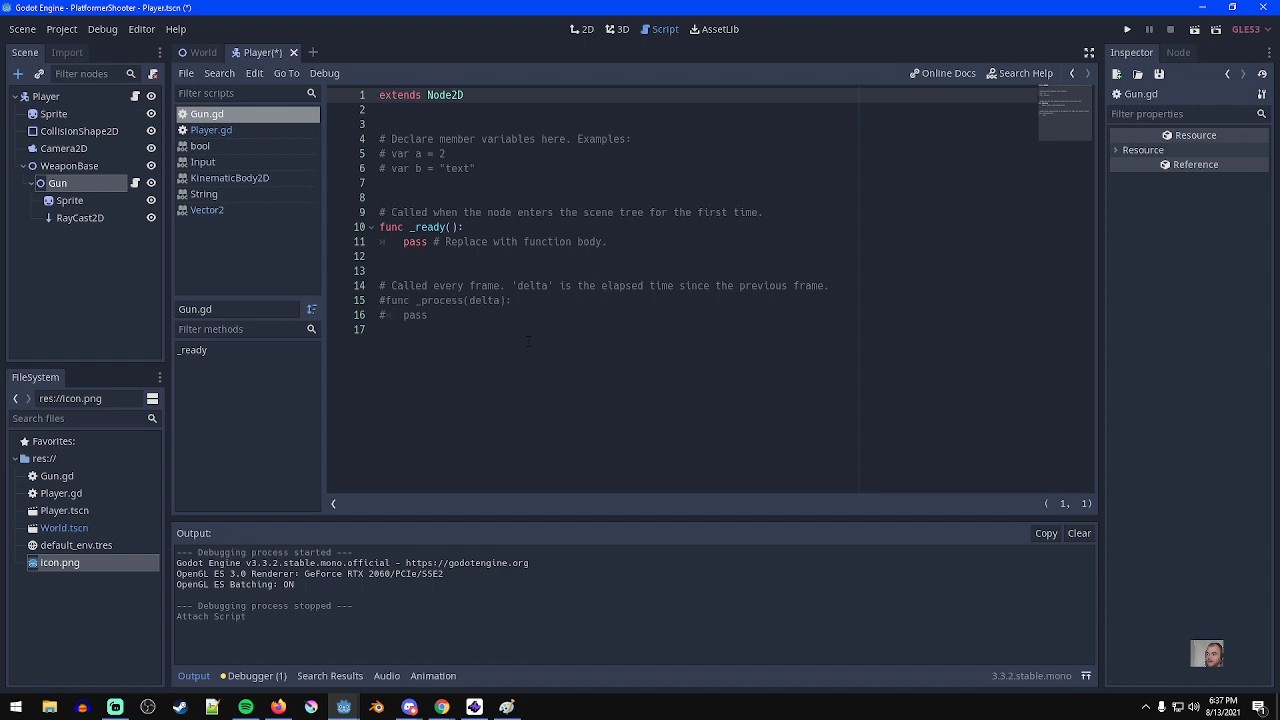 Godot Engine - PlatformerShooter - Player.tscn (*)
Scene Project Debug Editor Help
2D 3D Script AssetLib
GLES3
Scene Import
World Player(*)
Inspector Node
Filter nodes
File Search Edit Go To Debug
Online Docs Search Help
Player
Sprite
CollisionShape2D
Camera2D
WeaponBase
Gun
Sprite
RayCast2D
Filter scripts
Gun.gd
Player.gd
bool
Input
KinematicBody2D
String
Vector2
Gun.gd
Filter methods
_ready
1 extends Node2D
2
3
4 # Declare member variables here. Examples:
5 # var a = 2
6 # var b = "text"
7
8
9 # Called when the node enters the scene tree for the first time.
10 func _ready():
11 pass # Replace with function body.
12
13
14 # Called every frame. 'delta' is the elapsed time since the previous frame.
15 #func _process(delta):
16 # pass
17
( 1, 1)
Gun.gd
Filter properties
Resource
Resource
Reference
FileSystem
res://icon.png
Search files
Favorites:
res://
Gun.gd
Player.gd
Player.tscn
World.tscn
default_env.tres
icon.png
Output:
Copy Clear
--- Debugging process started ---
Godot Engine v3.3.2.stable.mono.official - https://godotengine.org
OpenGL ES 3.0 Renderer: GeForce RTX 2060/PCIe/SSE2
OpenGL ES Batching: ON
--- Debugging process stopped ---
Attach Script
Output Debugger (1) Search Results Audio Animation
3.3.2.stable.mono
6:37 PM
8/13/2021